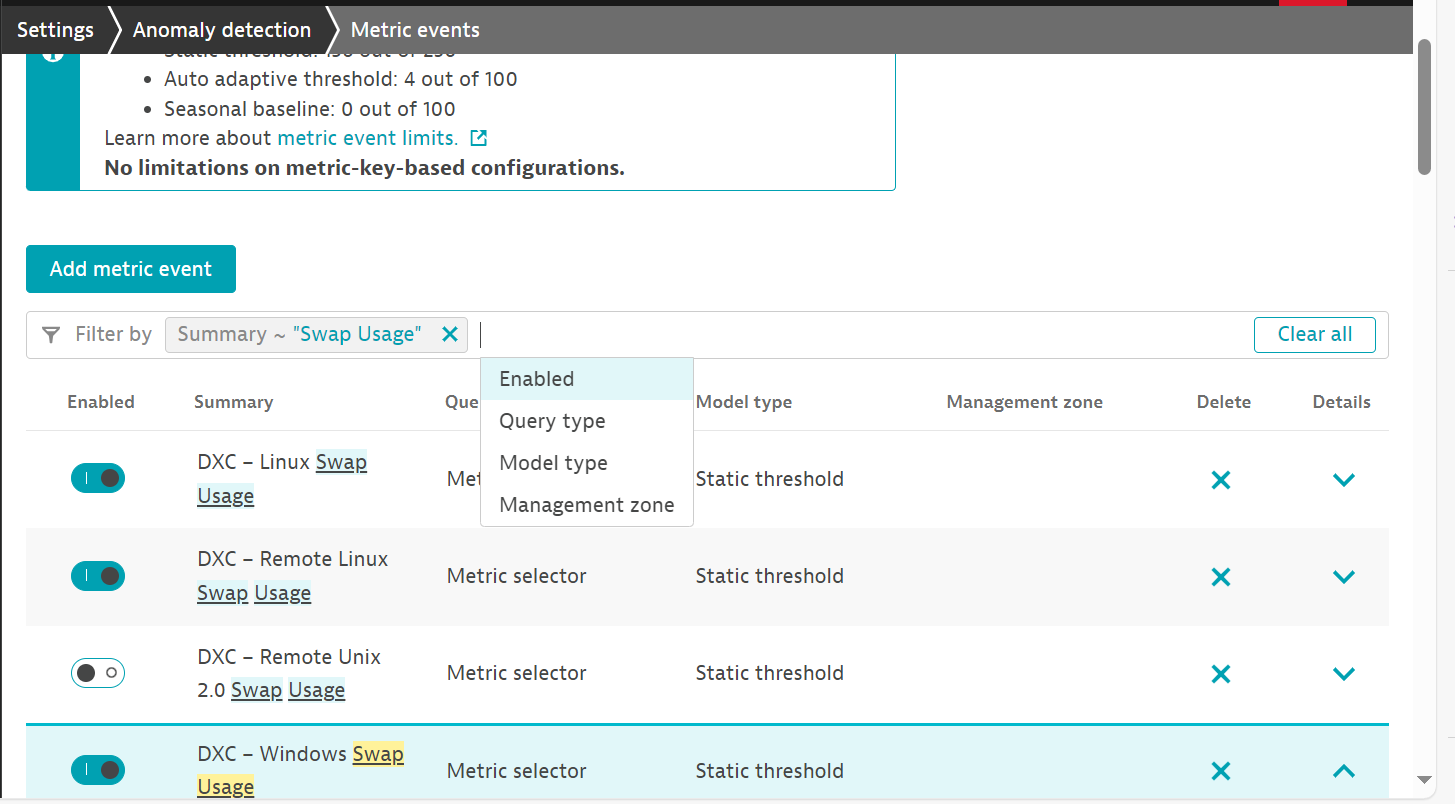 Settings
Anomaly detection
Metric events
Auto adaptive threshold: 4 out of 100
Seasonal baseline: 0 out of 100
Learn more about metric event limits.
No limitations on metric-key-based configurations.
Add metric event
Filter by
Summary ~ "Swap Usage"
Clear all
Enabled
Query type
Model type
Management zone
Enabled
Summary
Que
Model type
Management zone
Delete
Details
DXC – Linux Swap
Usage
Met
Static threshold
DXC – Remote Linux
Swap Usage
Metric selector
Static threshold
DXC – Remote Unix
2.0 Swap Usage
Metric selector
Static threshold
DXC – Windows Swap
Usage
Metric selector
Static threshold